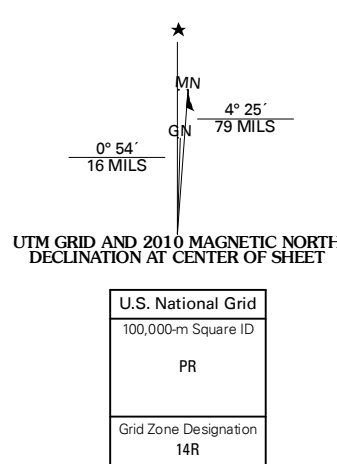 ★
MN
4° 25´
79 MILS
GN
0° 54´
16 MILS
UTM GRID AND 2010 MAGNETIC NORTH
DECLINATION AT CENTER OF SHEET
U.S. National Grid
100,000-m Square ID
PR
Grid Zone Designation
14R